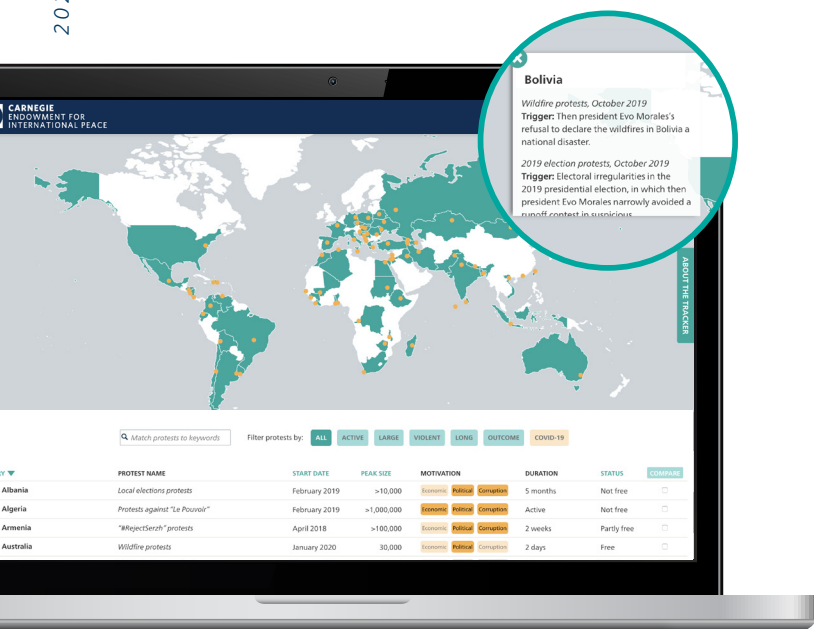 202
CARNEGIE
ENDOWMENT FOR
INTERNATIONAL PEACE
Bolivia
Wildfire protests, October 2019
Trigger: Then president Evo Morales's
refusal to declare the wildfires in Bolivia a
national disaster.
2019 election protests, October 2019
Trigger: Electoral irregularities in the
2019 presidential election, in which then
president Evo Morales narrowly avoided a
runoff contest in suspicious
ABOUT THE TRACKER
Match protests to keywords Filter protests by: ALL ACTIVE LARGE VIOLENT LONG OUTCOME COVID-19
RY PROTEST NAME START DATE PEAK SIZE MOTIVATION DURATION STATUS COMPARE
Albania Local elections protests February 2019 >10,000 Economic Political Corruption 5 months Not free
Algeria Protests against "Le Pouvoir" February 2019 >1,000,000 Economic Political Corruption Active Not free
Armenia "#RejectSerzh" protests April 2018 >100,000 Economic Political Corruption 2 weeks Partly free
Australia Wildfire protests January 2020 30,000 Economic Political Corruption 2 days Free